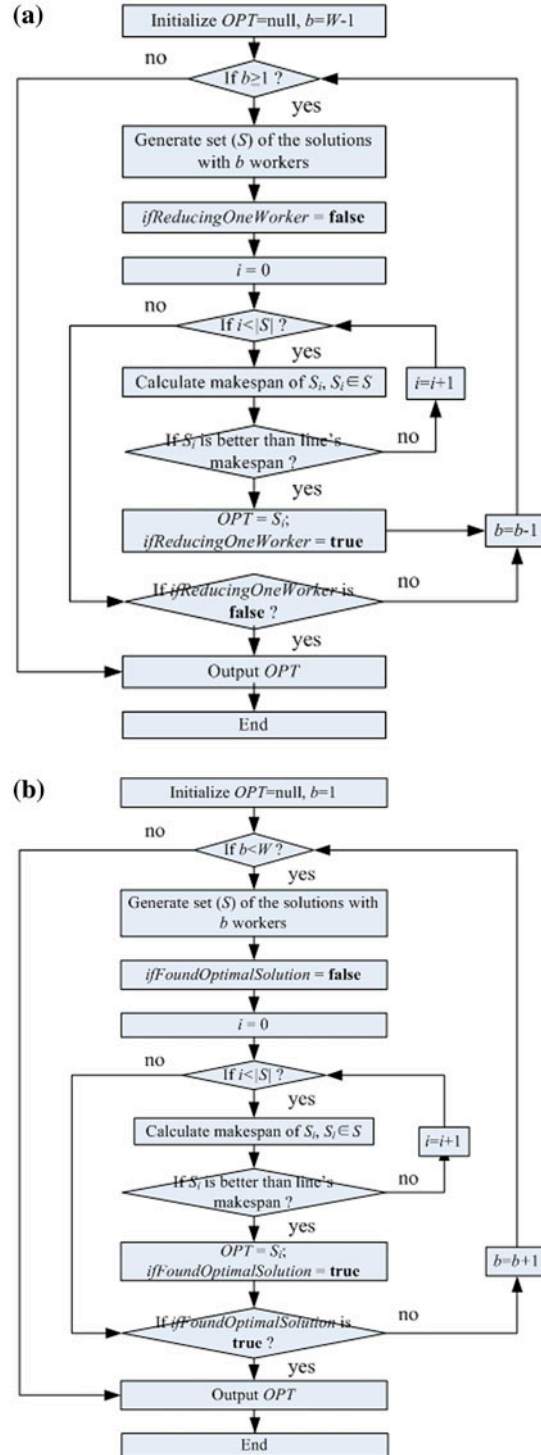 (a)
Initialize OPT=null, b=W-1
no
If b≥1 ?
yes
Generate set (S) of the solutions
with b workers
ifReducingOneWorker = false
i = 0
no
If i<|S| ?
yes
Calculate makespan of Si, Si∈S
i=i+1
If Si is better than line's
makespan ?
no
yes
OPT = Si;
ifReducingOneWorker = true
b=b-1
If ifReducingOneWorker is
false ?
no
yes
Output OPT
End
(b)
Initialize OPT=null, b=1
no
If b<W ?
yes
Generate set (S) of the solutions with
b workers
ifFoundOptimalSolution = false
i = 0
no
If i<|S| ?
yes
Calculate makespan of Si, Si∈S
i=i+1
If Si is better than line's
makespan ?
no
yes
OPT = Si;
ifFoundOptimalSolution = true
b=b+1
If ifFoundOptimalSolution is
true ?
no
yes
Output OPT
End